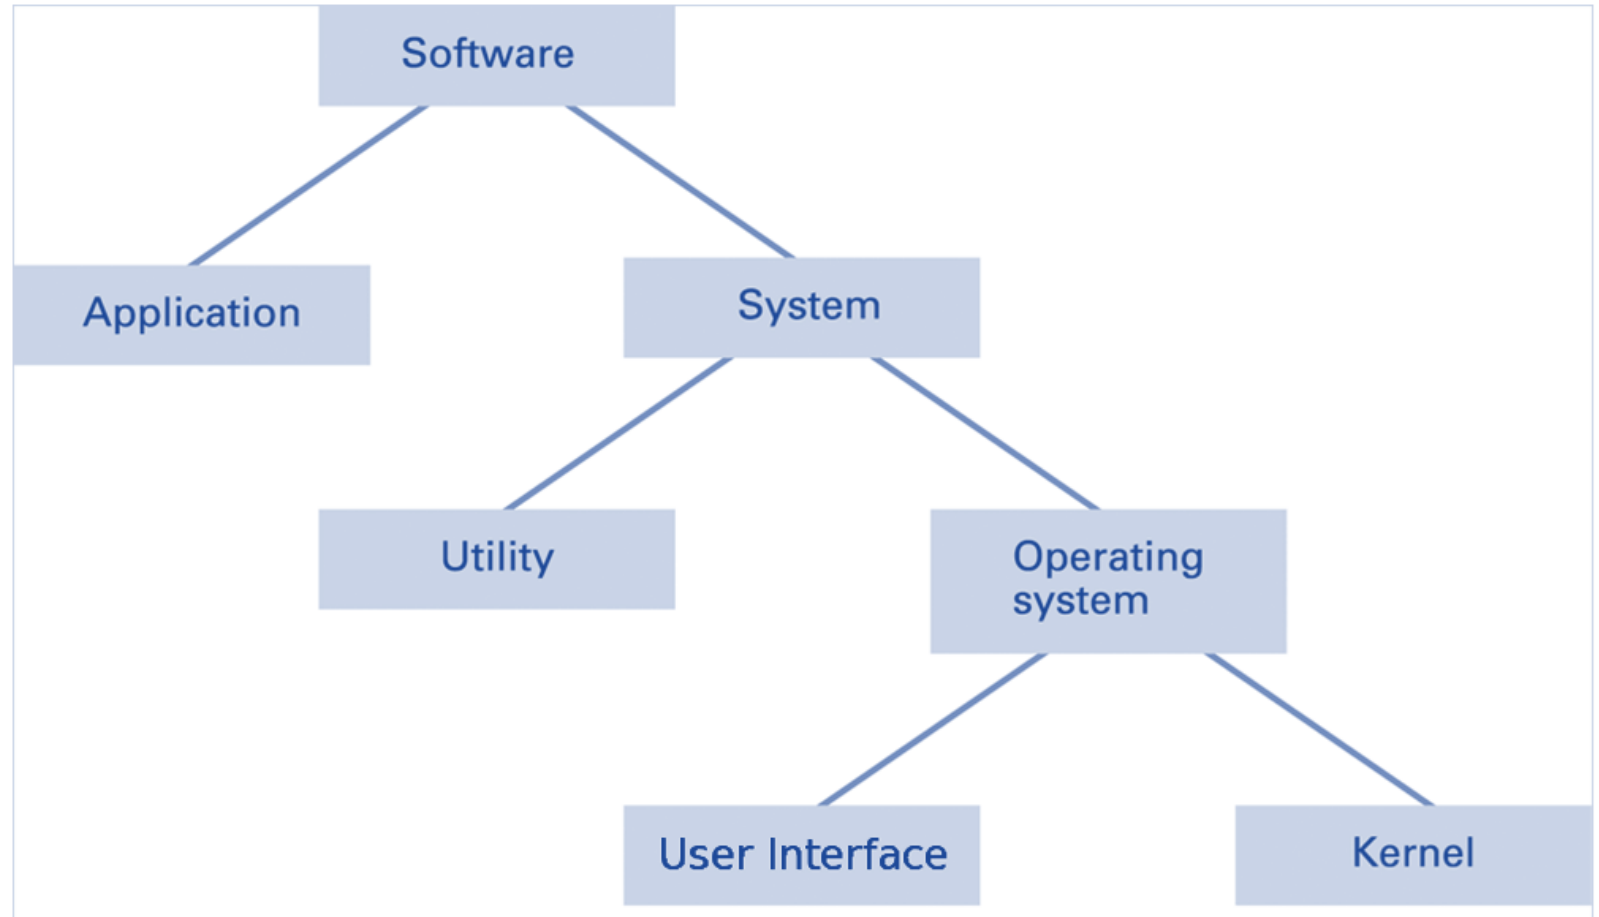 Software
Application
System
Utility
Operating
system
User Interface
Kernel